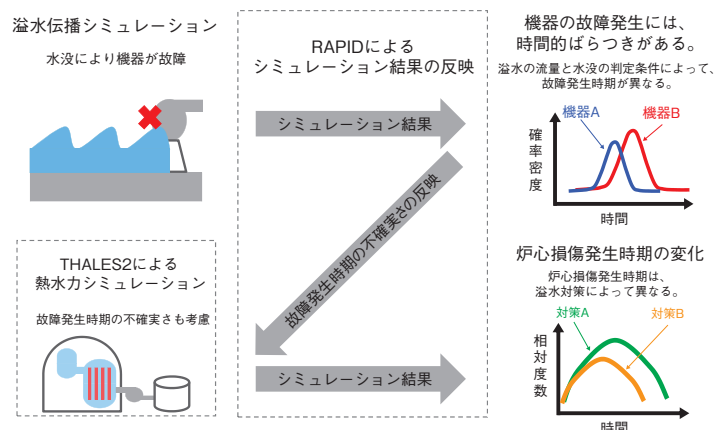 溢水伝播シミュレーション
水没により機器が故障
THALES2による
熱水力シミュレーション
故障発生時期の不確実さも考慮
RAPIDによる
シミュレーション結果の反映
シミュレーション結果
故障発生時期の不確実さの反映
シミュレーション結果
機器の故障発生には、
時間的ばらつきがある。
溢水の流量と水没の判定条件によって、
故障発生時期が異なる。
機器A
機器B
確率密度
時間
炉心損傷発生時期の変化
炉心損傷発生時期は、
溢水対策によって異なる。
対策A
対策B
相対度数
時間